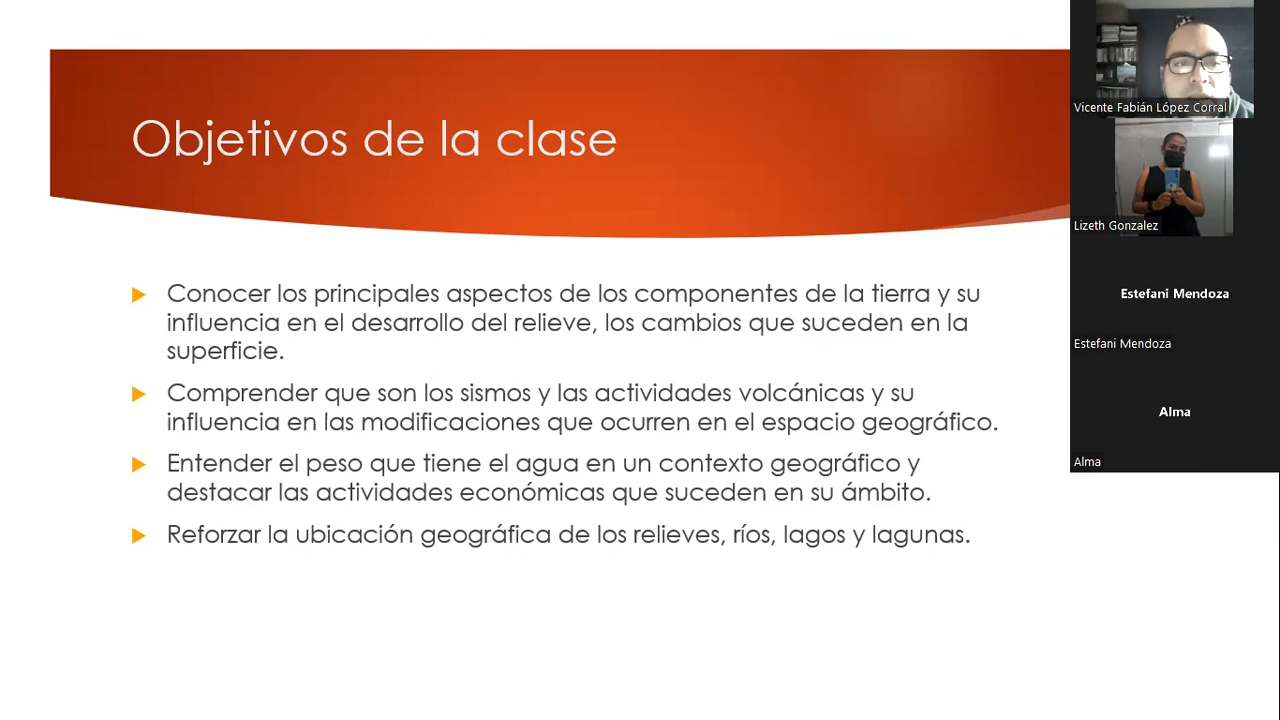 Objetivos de la clase
Conocer los principales aspectos de los componentes de la tierra y su
influencia en el desarrollo del relieve, los cambios que suceden en la
superficie.
Comprender que son los sismos y las actividades volcánicas y su
influencia en las modificaciones que ocurren en el espacio geográfico.
Entender el peso que tiene el agua en un contexto geográfico y
destacar las actividades económicas que suceden en su ámbito.
Reforzar la ubicación geográfica de los relieves, ríos, lagos y lagunas.
Vicente Fabián López Corral
Lizeth Gonzalez
Estefani Mendoza
Estefani Mendoza
Alma
Alma